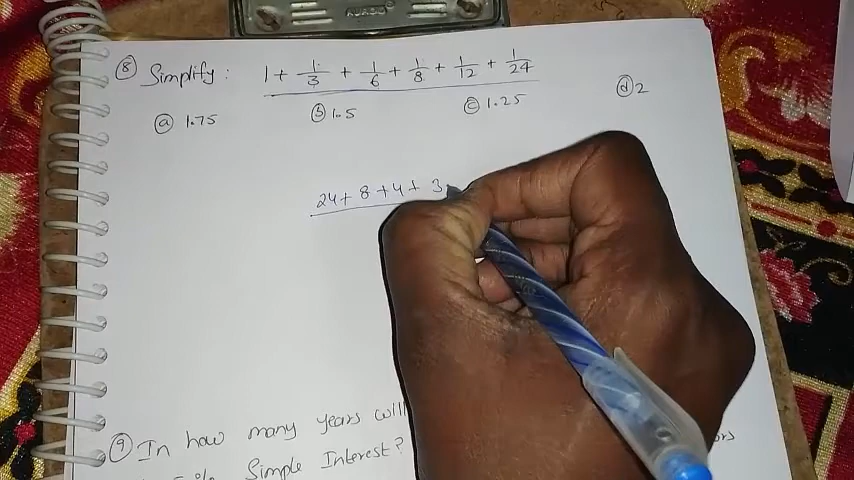 KURDO
⑧ Simplify: 1 + 1/3 + 1/6 + 1/8 + 1/12 + 1/24
ⓐ 1.75 ⓑ 1.5 ⓒ 1.25 ⓓ 2
24 + 8 + 4 + 3
⑨ In how many years will
Simple Interest?